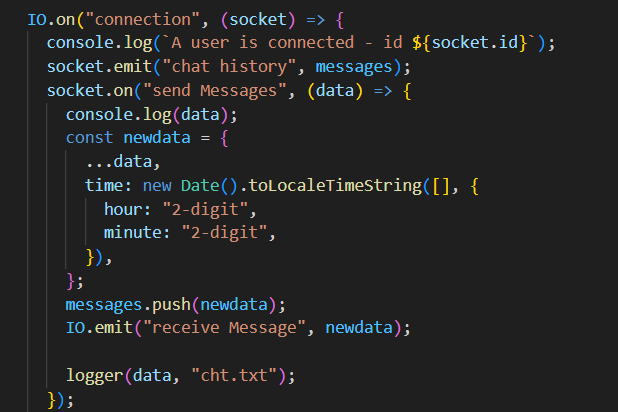 IO.on("connection", (socket) => {
  console.log(`A user is connected - id ${socket.id}`);
  socket.emit("chat history", messages);
  socket.on("send Messages", (data) => {
    console.log(data);
    const newdata = {
      ...data,
      time: new Date().toLocaleTimeString([], {
        hour: "2-digit",
        minute: "2-digit",
      }),
    };
    messages.push(newdata);
    IO.emit("receive Message", newdata);

    logger(data, "cht.txt");
  });